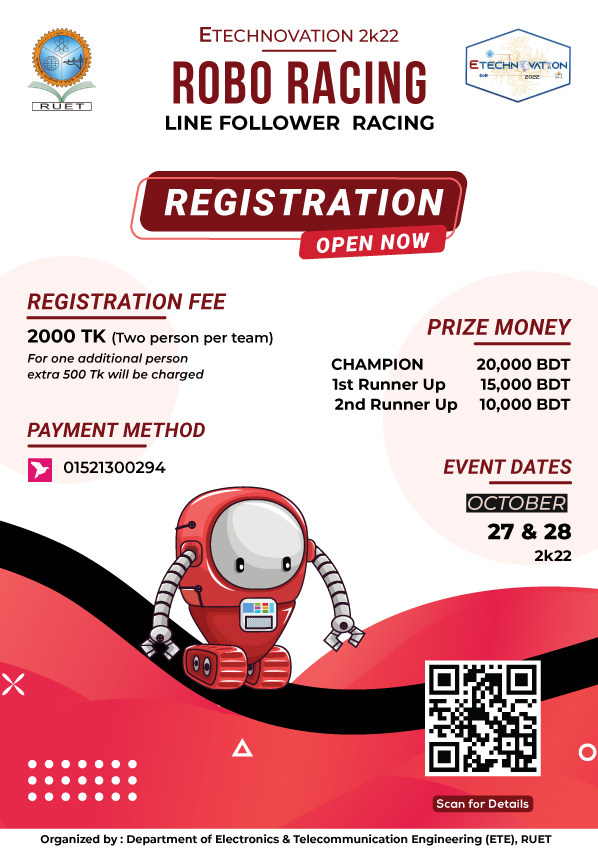 RUET
ETECHNOVATION 2k22
ROBO RACING
LINE FOLLOWER RACING
ETECHNOVATION
2022
REGISTRATION
OPEN NOW
REGISTRATION FEE
2000 TK (Two person per team)
For one additional person
extra 500 Tk will be charged
PRIZE MONEY
CHAMPION 20,000 BDT
1st Runner Up 15,000 BDT
2nd Runner Up 10,000 BDT
PAYMENT METHOD
01521300294
EVENT DATES
OCTOBER
27 & 28
2k22
Scan for Details
Organized by : Department of Electronics & Telecommunication Engineering (ETE), RUET